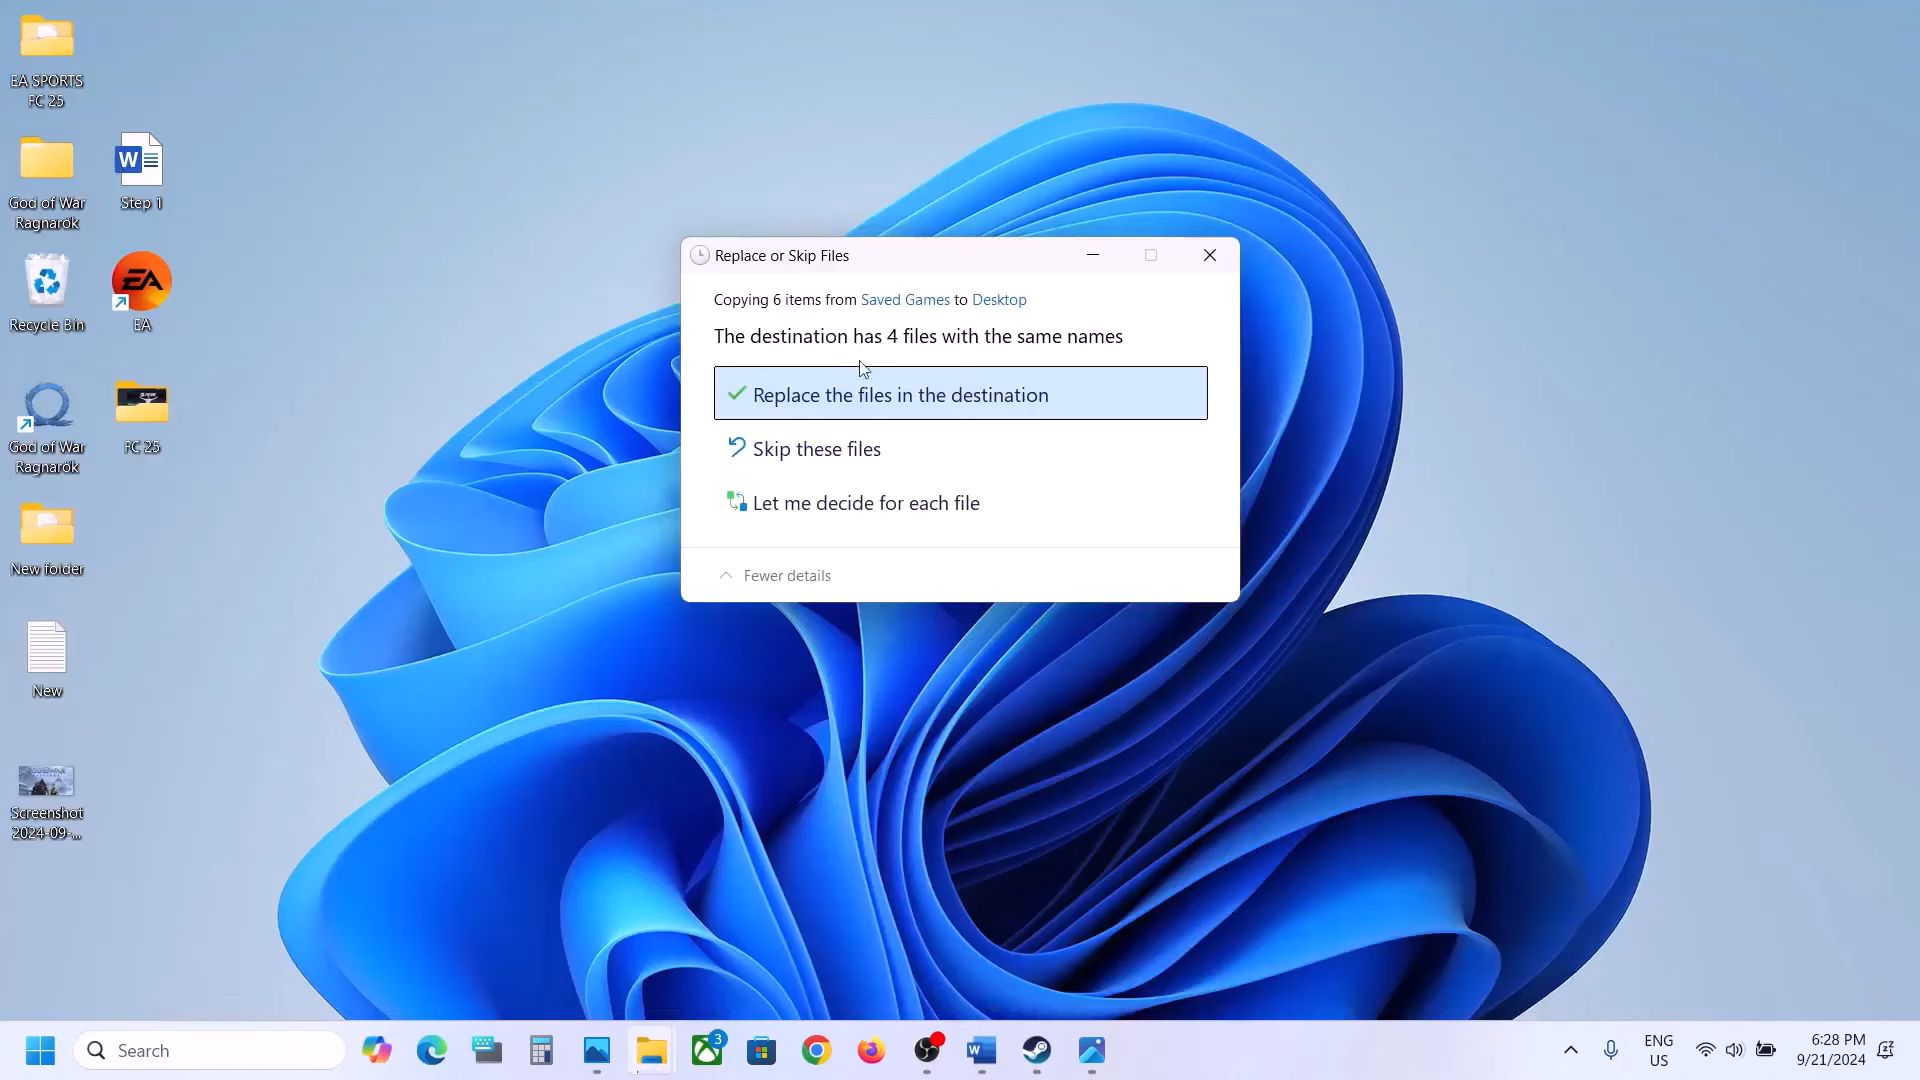 EA SPORTS
FC 25
God of War
Ragnarök
Step 1
Recycle Bin
EA
God of War
Ragnarök
FC 25
New folder
New
Screenshot
2024-09-...
Replace or Skip Files
Copying 6 items from Saved Games to Desktop
The destination has 4 files with the same names
Replace the files in the destination
Skip these files
Let me decide for each file
Fewer details
Search
3
ENG
US
6:28 PM
9/21/2024